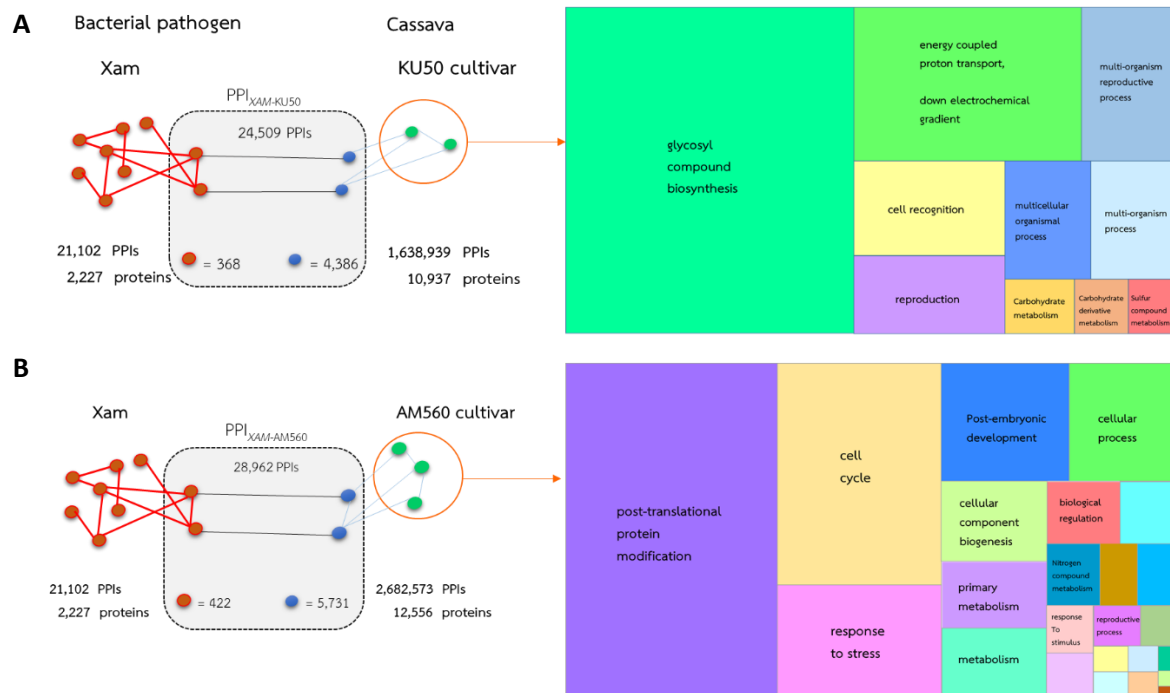 A
Bacterial pathogen
Cassava
Xam
KU50 cultivar
PPI XAM-KU50
24,509 PPIs
21,102 PPIs
2,227 proteins
= 368
= 4,386
1,638,939 PPIs
10,937 proteins
glycosyl
compound
biosynthesis
energy coupled
proton transport,
down electrochemical
gradient
multi-organism
reproductive
process
cell recognition
multicellular
organismal
process
multi-organism
process
reproduction
Carbohydrate
metabolism
Carbohydrate
derivative
metabolism
Sulfur
compound
metabolism
B
Xam
AM560 cultivar
PPI XAM-AM560
28,962 PPIs
21,102 PPIs
2,227 proteins
= 422
= 5,731
2,682,573 PPIs
12,556 proteins
post-translational
protein
modification
cell
cycle
response
to stress
Post-embryonic
development
cellular
process
cellular
component
biogenesis
biological
regulation
primary
metabolism
Nitrogen
compound
metabolism
metabolism
response
To
stimulus
reproductive
process